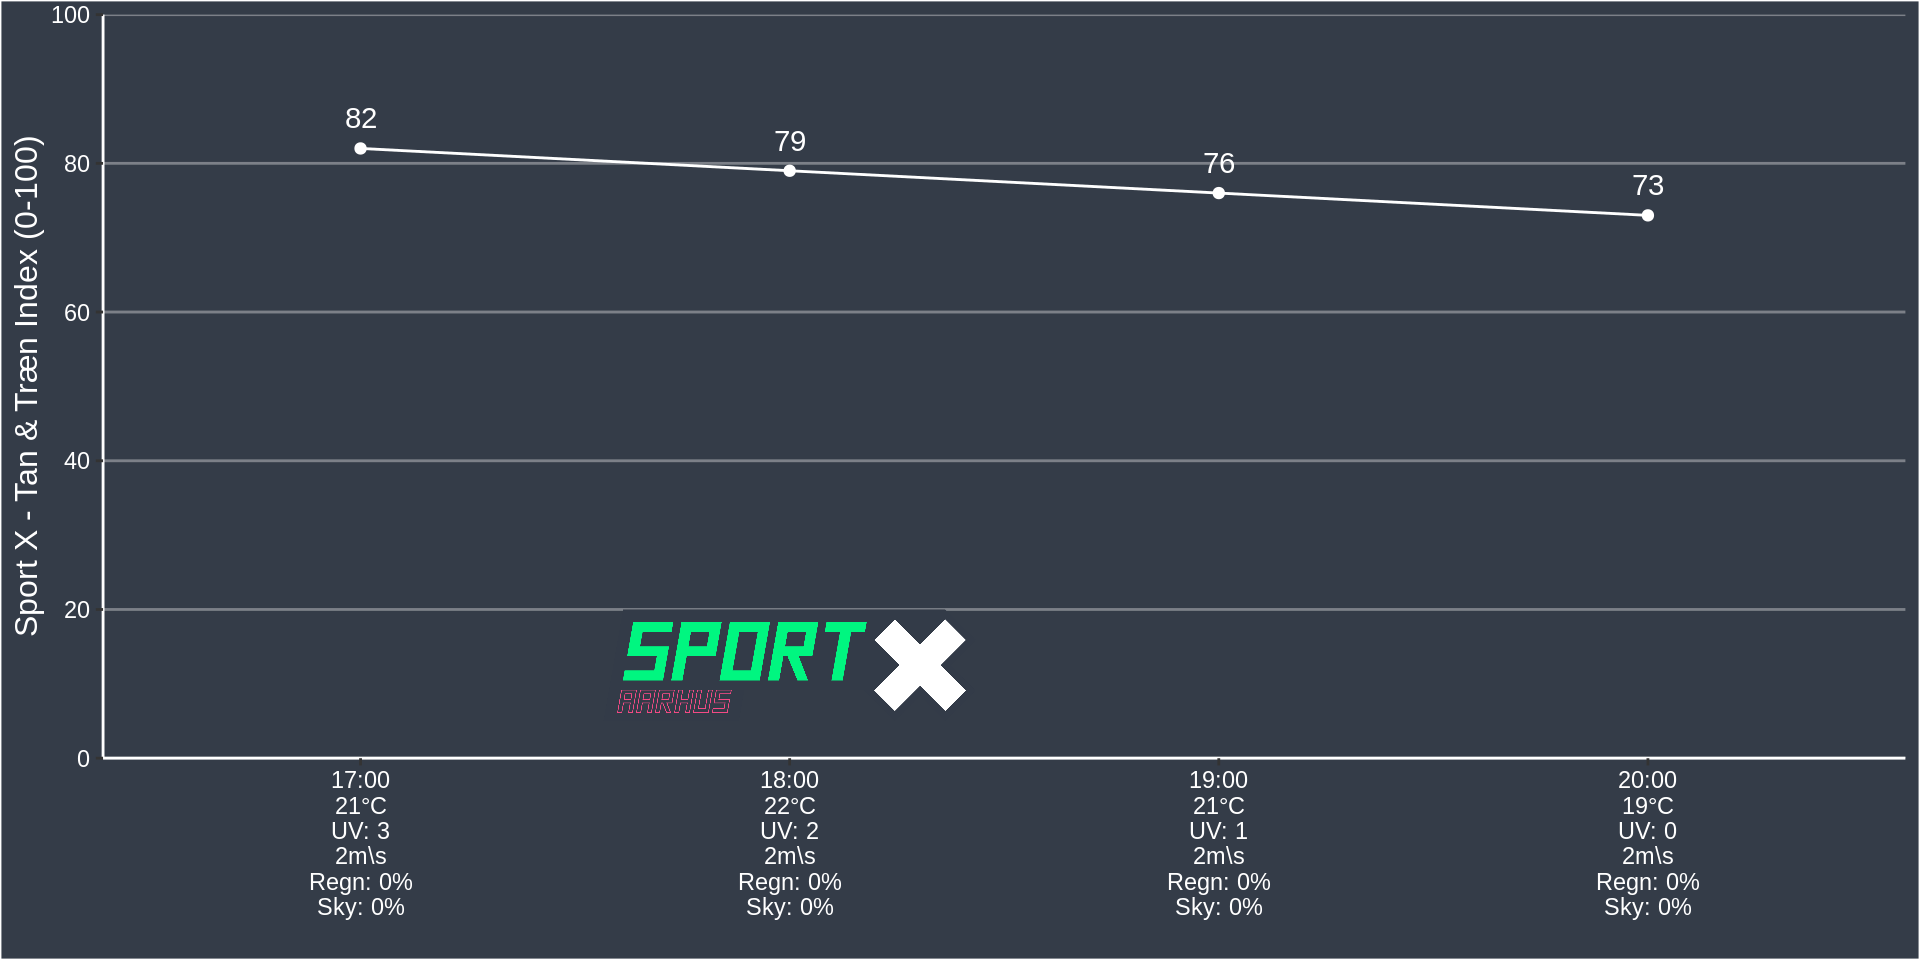 Sport X - Tan & Træn Index (0-100)
100
80
60
40
20
0
82
79
76
73
SPORT X
AARHUS
17:00
21°C
UV: 3
2m\s
Regn: 0%
Sky: 0%
18:00
22°C
UV: 2
2m\s
Regn: 0%
Sky: 0%
19:00
21°C
UV: 1
2m\s
Regn: 0%
Sky: 0%
20:00
19°C
UV: 0
2m\s
Regn: 0%
Sky: 0%